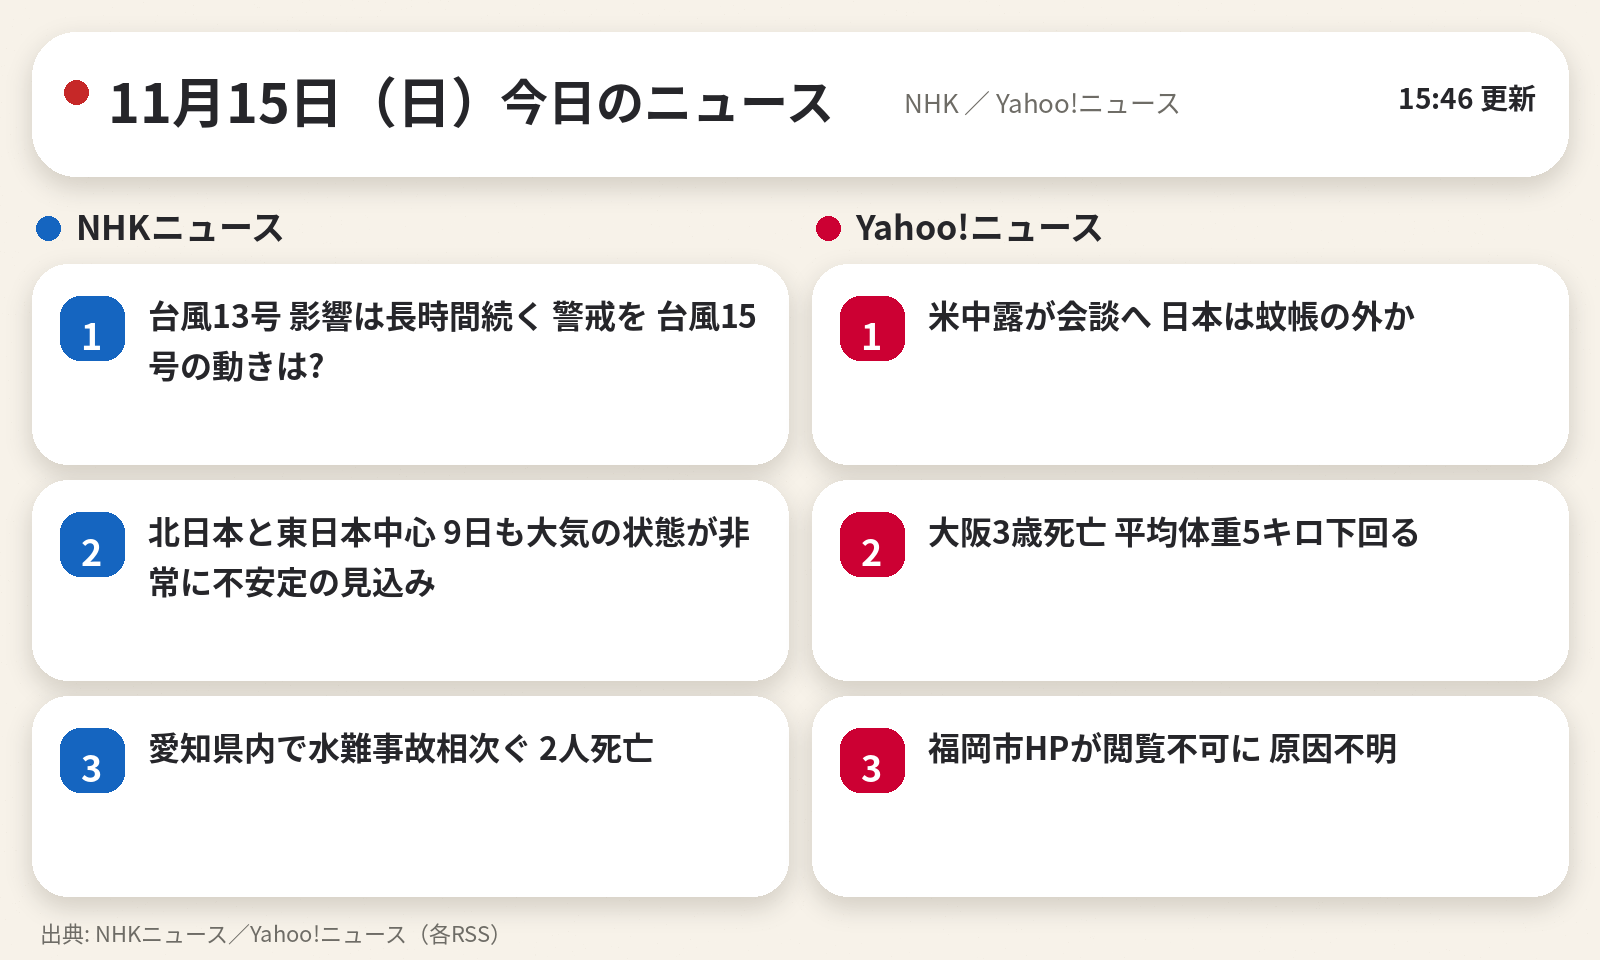 11月15日（日）今日のニュース
NHK ／ Yahoo!ニュース
15:46 更新
NHKニュース
1
台風13号 影響は長時間続く 警戒を 台風15
号の動きは?
2
北日本と東日本中心 9日も大気の状態が非
常に不安定の見込み
3
愛知県内で水難事故相次ぐ 2人死亡
Yahoo!ニュース
1
米中露が会談へ 日本は蚊帳の外か
2
大阪3歳死亡 平均体重5キロ下回る
3
福岡市HPが閲覧不可に 原因不明
出典: NHKニュース／Yahoo!ニュース（各RSS）